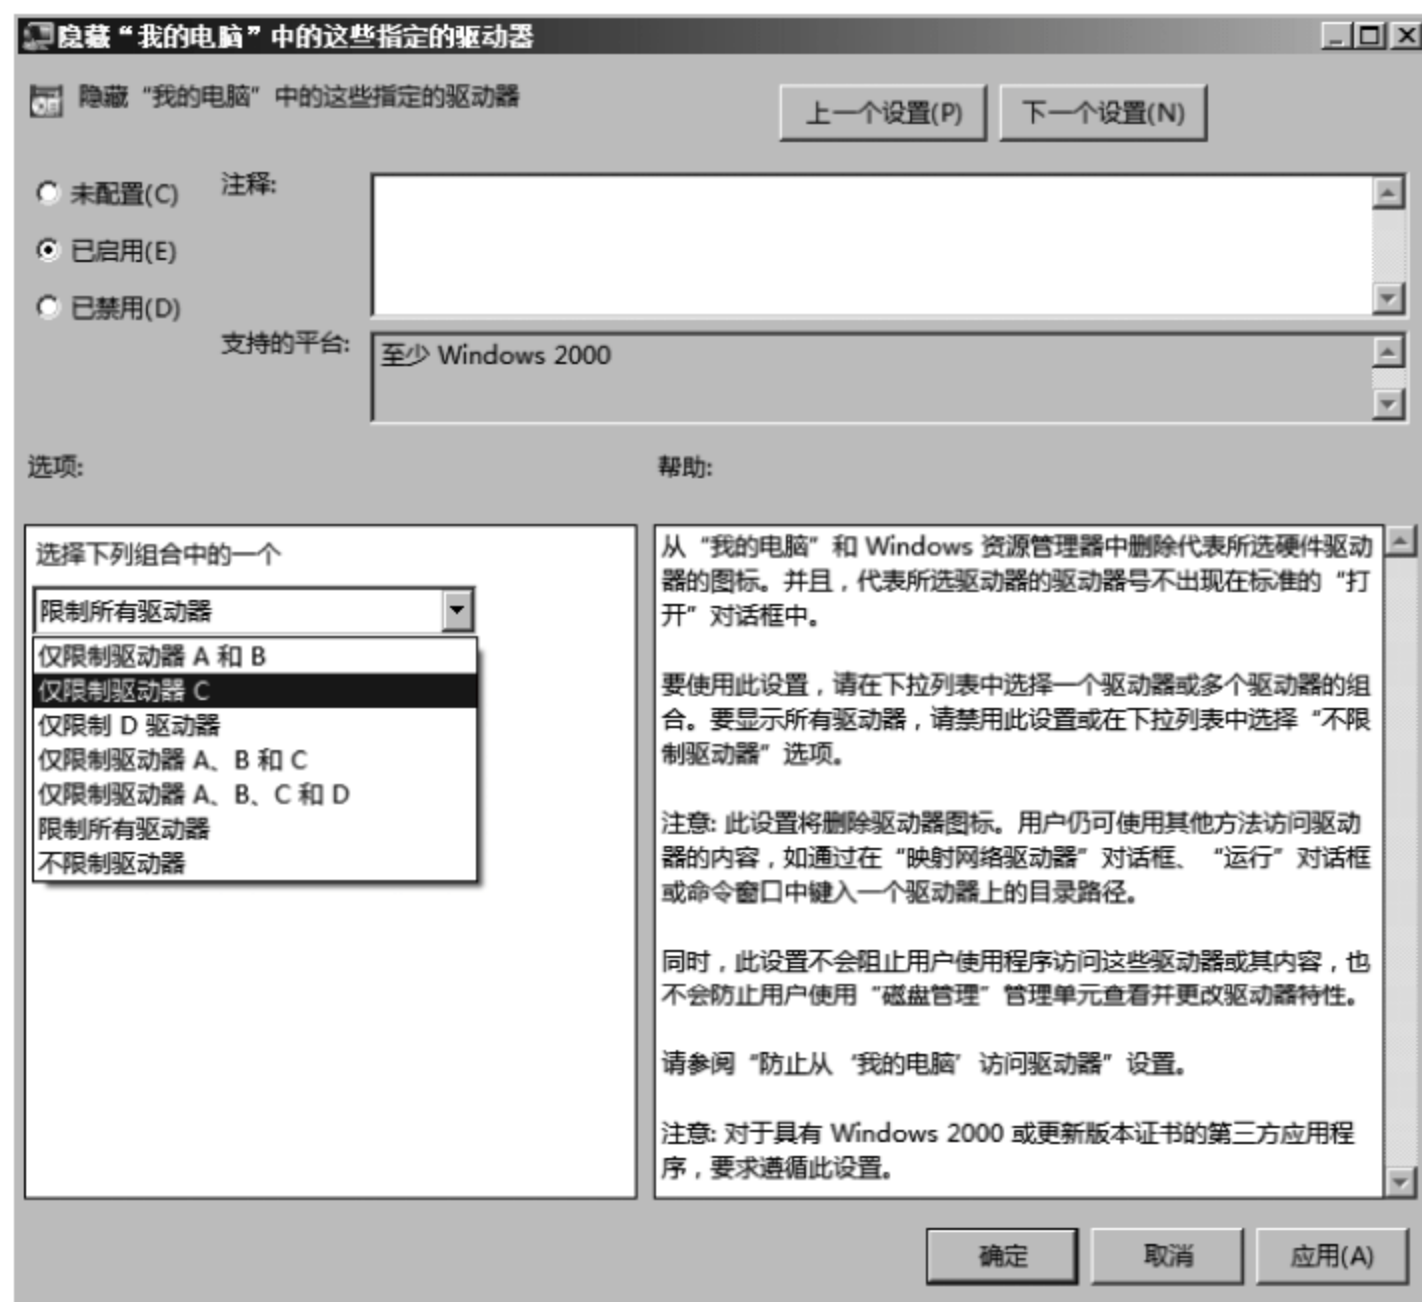 隐藏“我的电脑”中的这些指定的驱动器
隐藏“我的电脑”中的这些指定的驱动器
上一个设置(P)
下一个设置(N)
未配置(C)
注释:
已启用(E)
已禁用(D)
支持的平台:
至少 Windows 2000
选项:
帮助:
选择下列组合中的一个
限制所有驱动器
仅限制驱动器 A 和 B
仅限制驱动器 C
仅限制 D 驱动器
仅限制驱动器 A、B 和 C
仅限制驱动器 A、B、C 和 D
限制所有驱动器
不限制驱动器
从“我的电脑”和 Windows 资源管理器中删除代表所选硬件驱动
器的图标。并且，代表所选驱动器的驱动器号不出现在标准的“打
开”对话框中。
要使用此设置，请在下拉列表中选择一个驱动器或多个驱动器的组
合。要显示所有驱动器，请禁用此设置或在下拉列表中选择“不限
制驱动器”选项。
注意: 此设置将删除驱动器图标。用户仍可使用其他方法访问驱动
器的内容，如通过在“映射网络驱动器”对话框、“运行”对话框
或命令窗口中键入一个驱动器上的目录路径。
同时，此设置不会阻止用户使用程序访问这些驱动器或其内容，也
不会防止用户使用“磁盘管理”管理单元查看并更改驱动器特性。
请参阅“防止从‘我的电脑’访问驱动器”设置。
注意: 对于具有 Windows 2000 或更新版本证书的第三方应用程
序，要求遵循此设置。
确定
取消
应用(A)